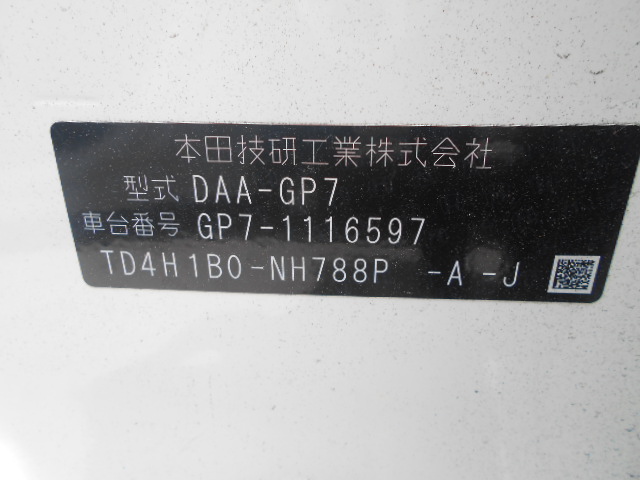 本田技研工業株式会社
型式 DAA-GP7
車台番号 GP7-1116597
TD4H1B0-NH788P -A -J